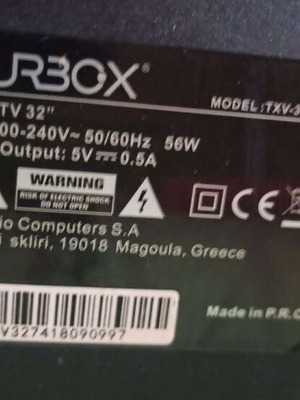 URBOX®
MODEL: TXV-3
TV 32"
00-240V~ 50/60Hz 56W
Output: 5V⎓0.5A
WARNING
RISK OF ELECTRIC SHOCK
DO NOT OPEN
CE
io Computers S.A
i skliri, 19018 Magoula, Greece
V327418090997
Made in P.R.C